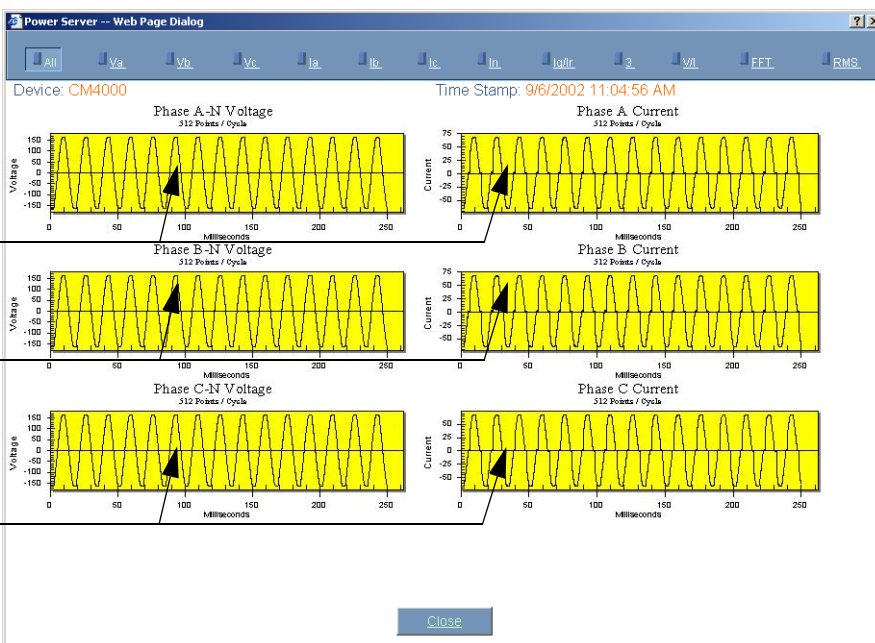 Power Server -- Web Page Dialog
All Va Vb Vc Ia Ib Ic In Ig/Ir 3 V/I FFT RMS
Device: CM4000 Time Stamp: 9/6/2002 11:04:56 AM
Phase A-N Voltage
512 Points / Cycle
Voltage
150
100
50
0
-50
-100
-150
0 50 100 150 200 250
Milliseconds
Phase A Current
512 Points / Cycle
Current
75
50
25
0
-25
-50
0 50 100 150 200 250
Milliseconds
Phase B-N Voltage
512 Points / Cycle
Voltage
150
100
50
0
-50
-100
-150
0 50 100 150 200 250
Milliseconds
Phase B Current
512 Points / Cycle
Current
75
50
25
0
-25
-50
0 50 100 150 200 250
Milliseconds
Phase C-N Voltage
512 Points / Cycle
Voltage
150
100
50
0
-50
-100
-150
0 50 100 150 200 250
Milliseconds
Phase C Current
512 Points / Cycle
Current
50
25
0
-25
-50
0 50 100 150 200 250
Milliseconds
Close